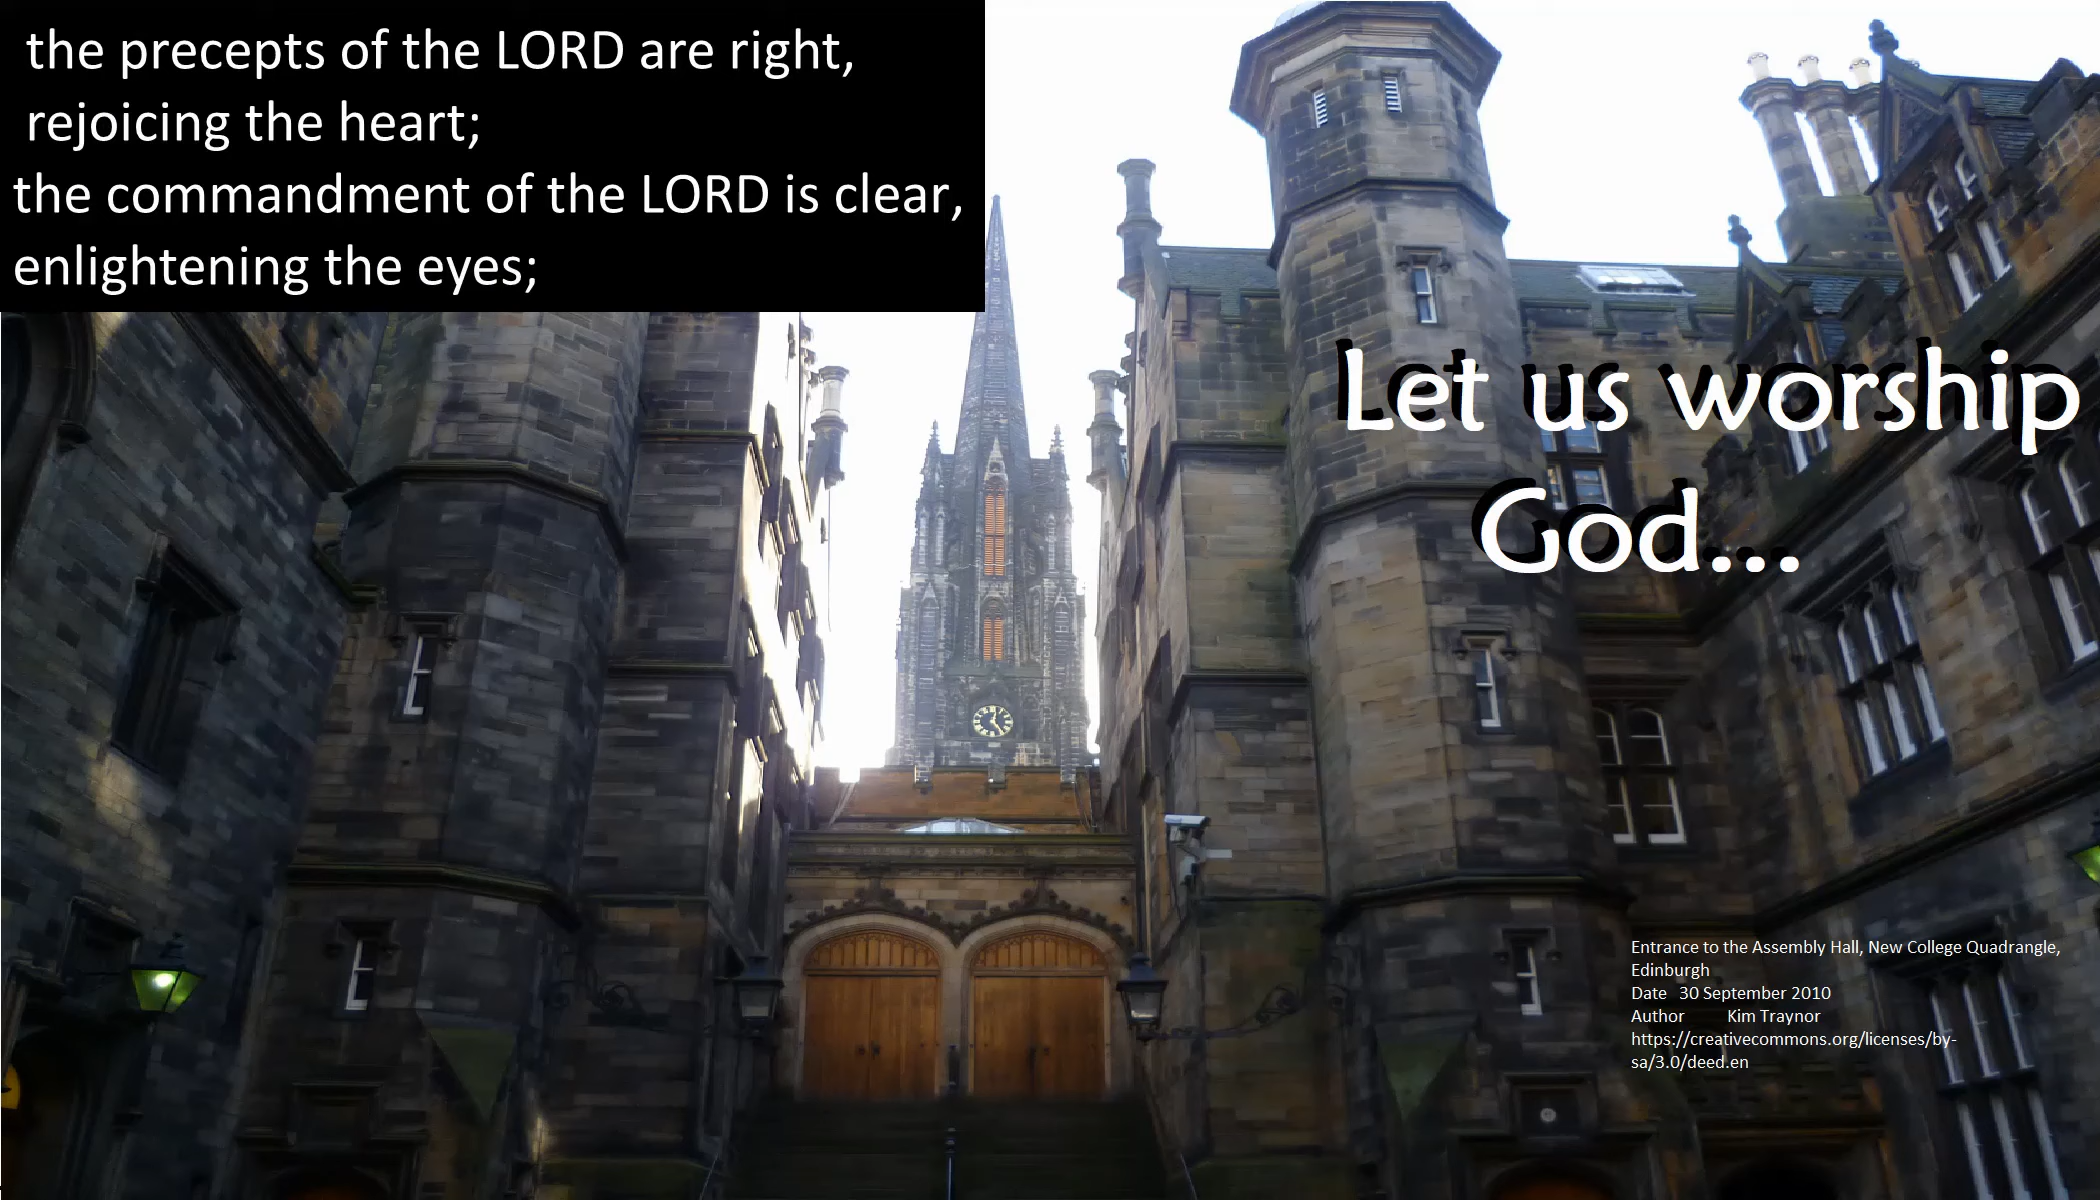 the precepts of the LORD are right,
rejoicing the heart;
the commandment of the LORD is clear,
enlightening the eyes;
Let us worship
God...
Entrance to the Assembly Hall, New College Quadrangle,
Edinburgh
Date 30 September 2010
Author Kim Traynor
https://creativecommons.org/licenses/by-
sa/3.0/deed.en